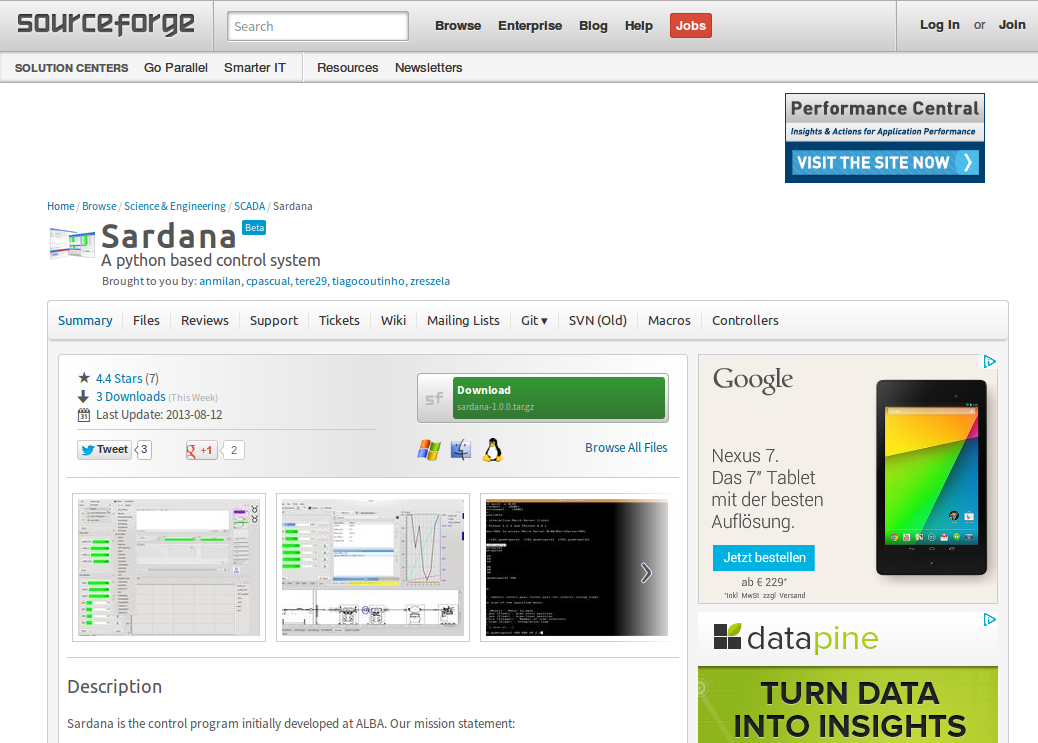 sourceforge
Search
Browse Enterprise Blog Help Jobs
Log In or Join
SOLUTION CENTERS Go Parallel Smarter IT Resources Newsletters
Performance Central
Insights & Actions for Application Performance
VISIT THE SITE NOW
Home / Browse / Science & Engineering / SCADA / Sardana
Sardana Beta
A python based control system
Brought to you by: anmilan, cpascual, tere29, tiagocoutinho, zreszela
Summary Files Reviews Support Tickets Wiki Mailing Lists Git ▾ SVN (Old) Macros Controllers
4.4 Stars (7)
3 Downloads (This Week)
31 Last Update: 2013-08-12
Tweet 3
g +1 2
sf
Download
sardana-1.0.0.tar.gz
Browse All Files
Description
Sardana is the control program initially developed at ALBA. Our mission statement:
Google
Nexus 7.
Das 7" Tablet
mit der besten
Auflösung.
Jetzt bestellen
ab € 229*
*inkl. MwSt zzgl. Versand
datapine
TURN DATA
INTO INSIGHTS